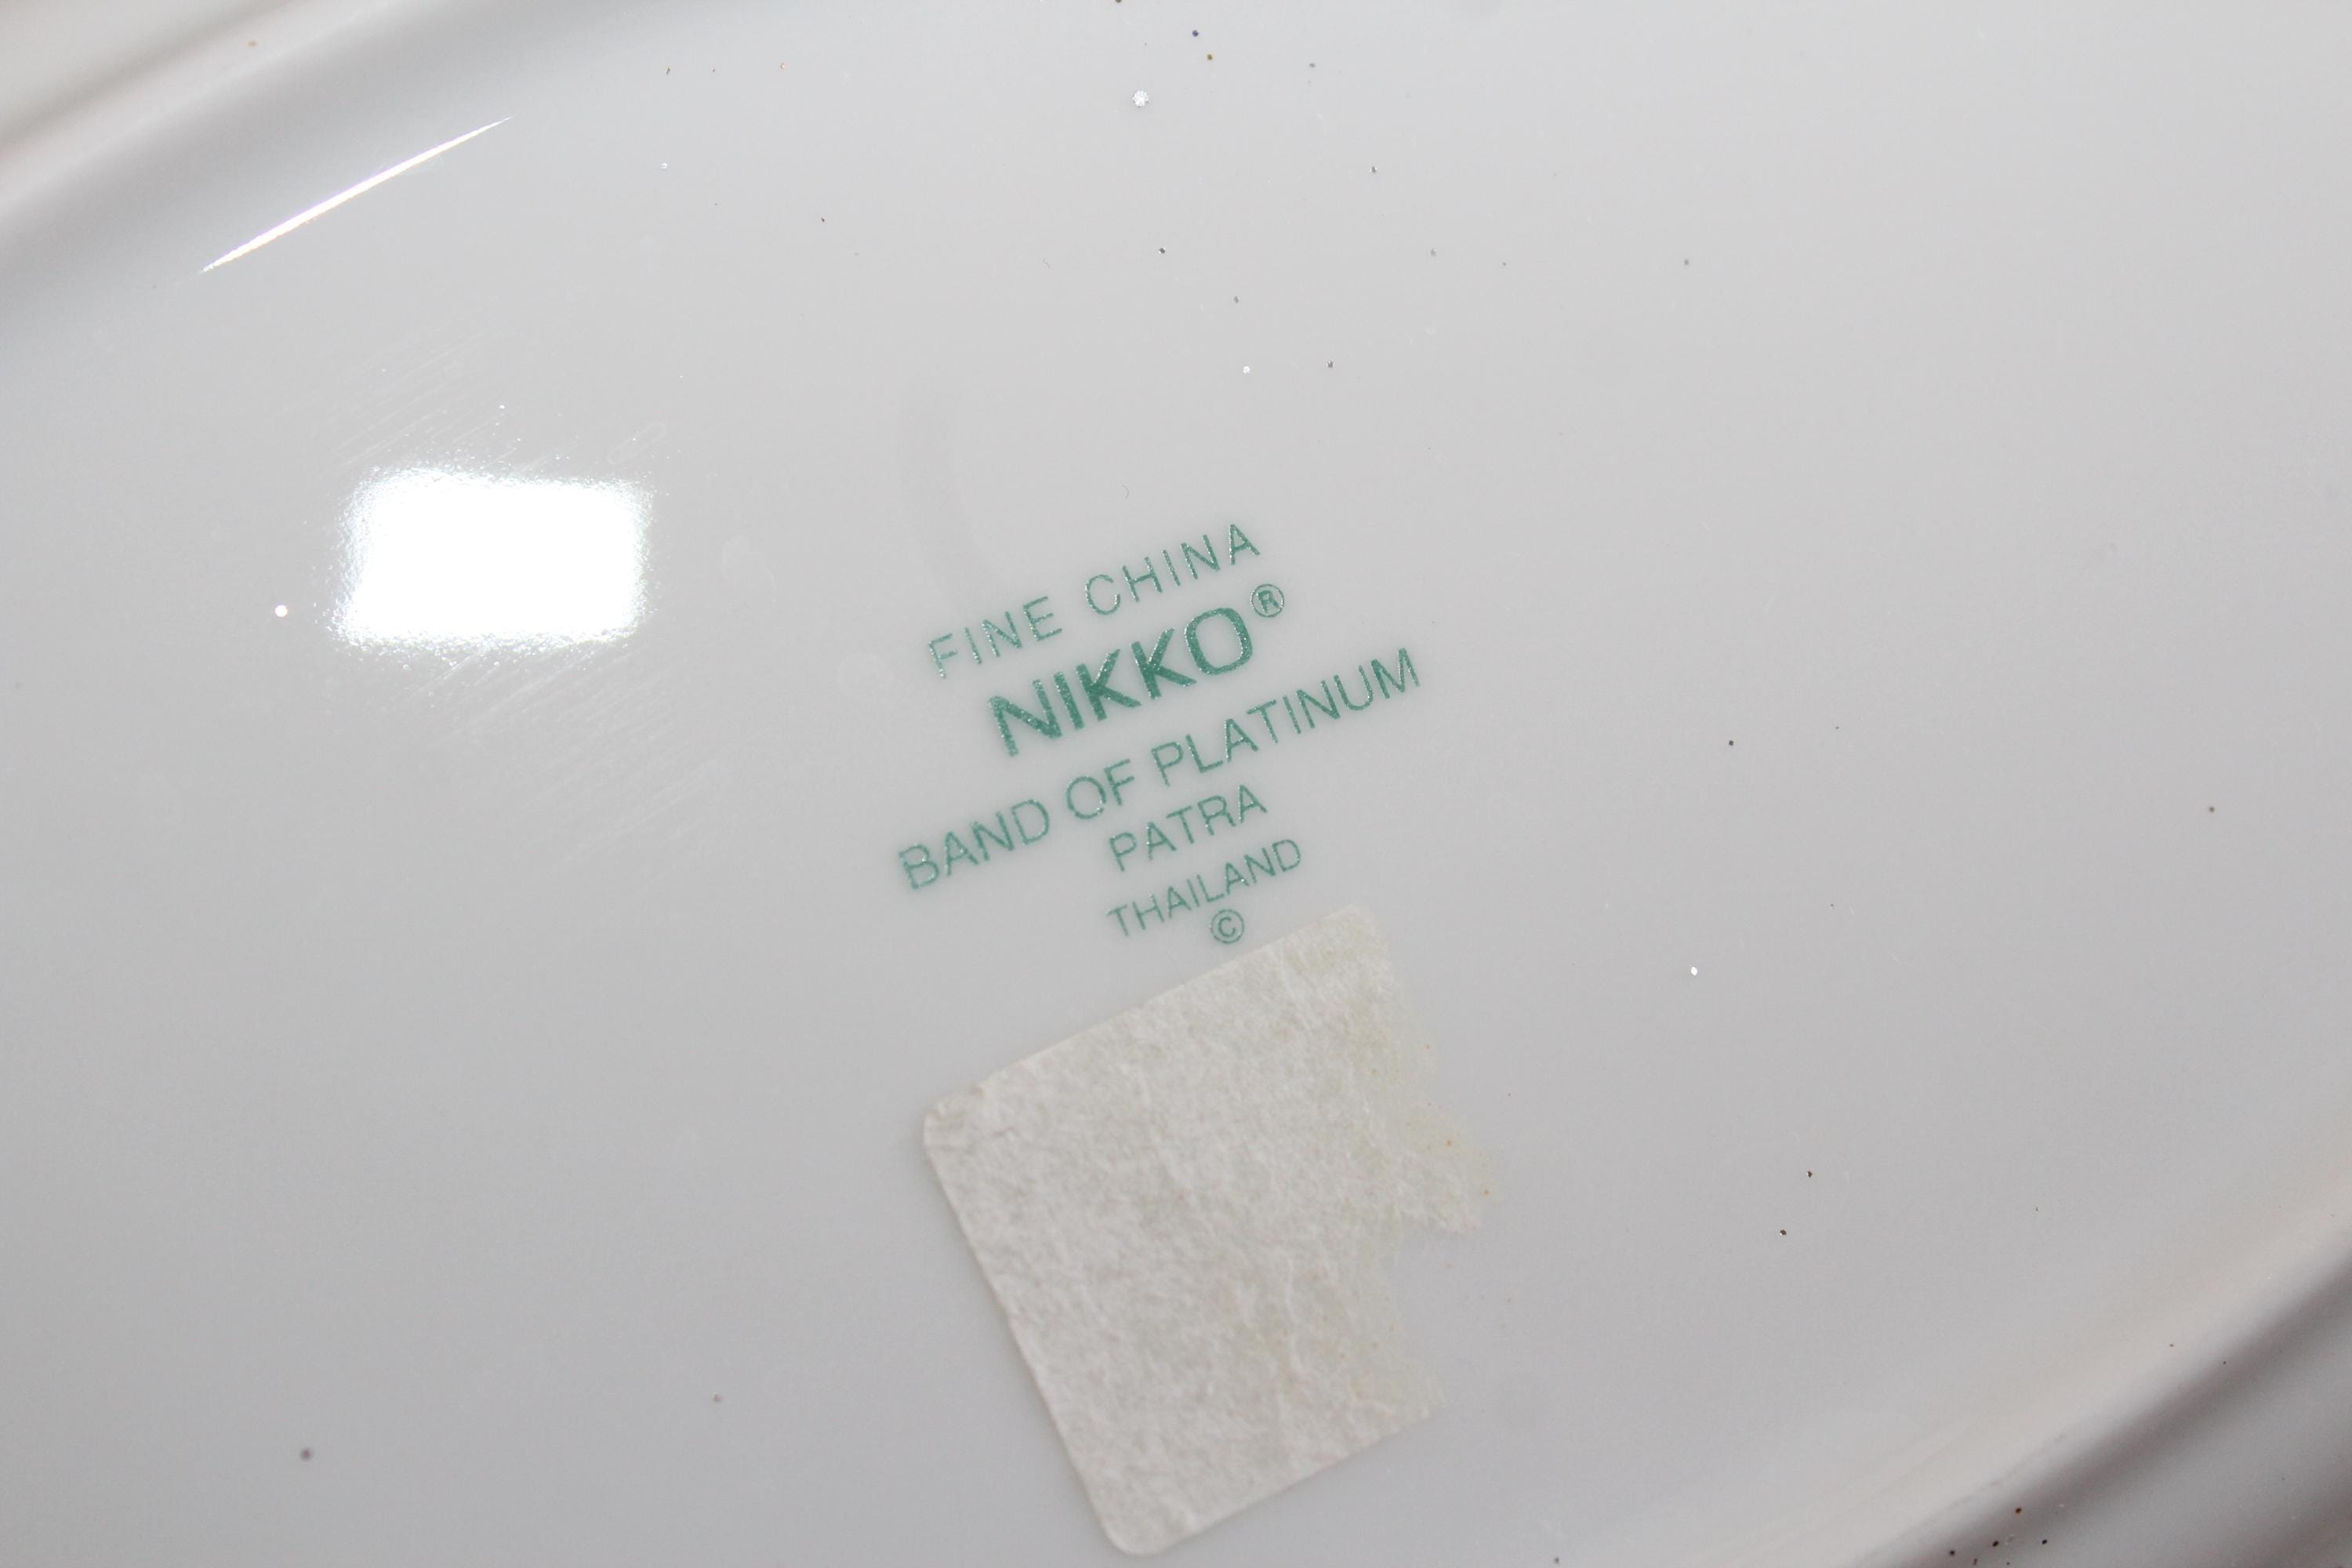 FINE CHINA
NIKKO®
BAND OF PLATINUM
PATRA
THAILAND
©